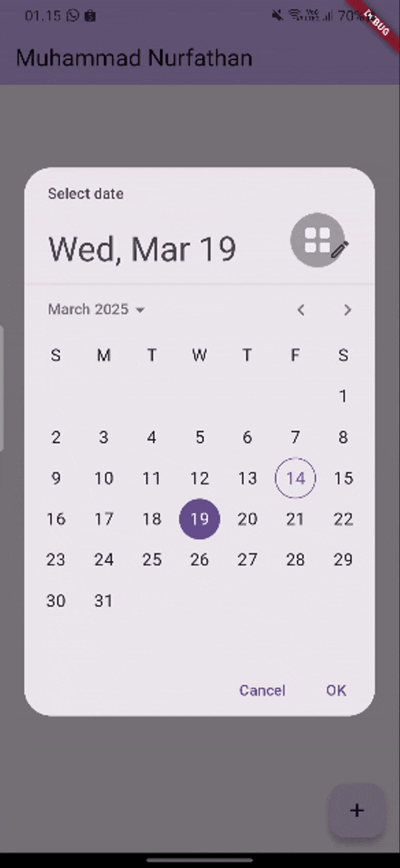 01.15 70%
DEBUG
Muhammad Nurfathan
Select date
Wed, Mar 19
March 2025
S M T W T F S
1
2 3 4 5 6 7 8
9 10 11 12 13 14 15
16 17 18 19 20 21 22
23 24 25 26 27 28 29
30 31
Cancel OK
+